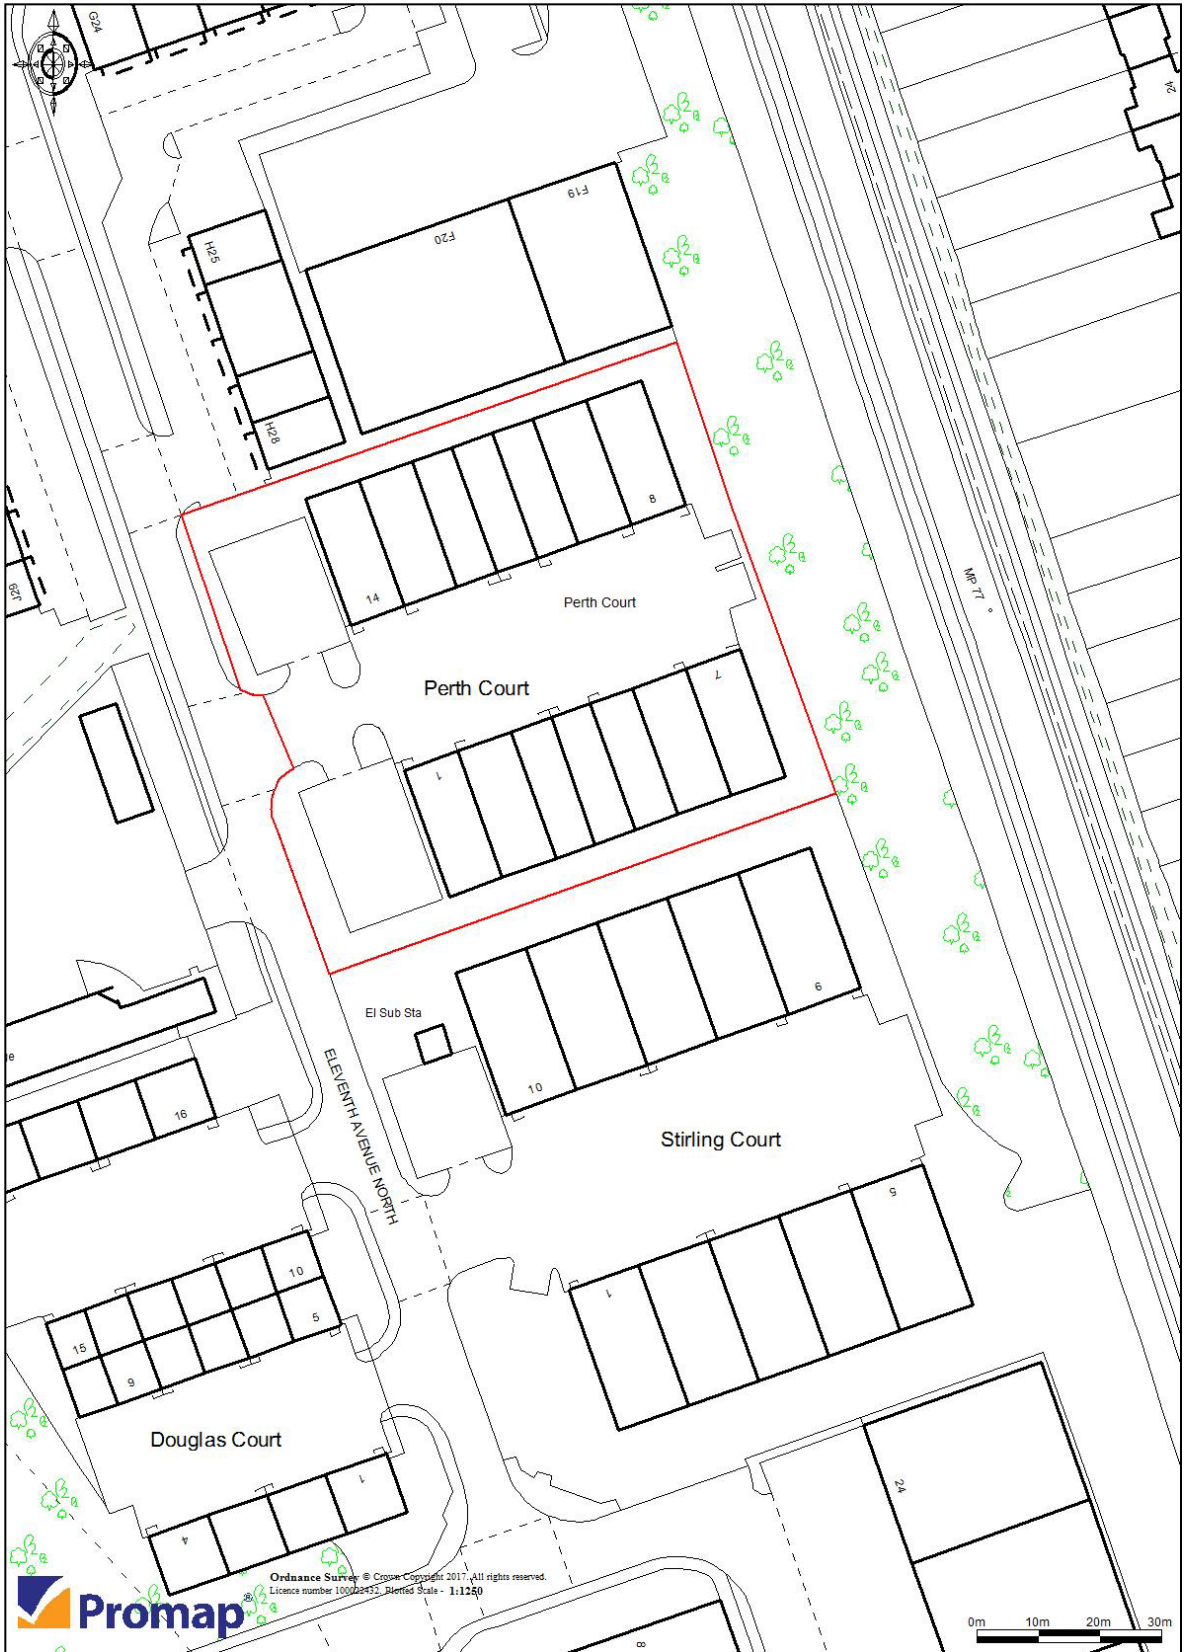 G24
24
F19
F20
H25
H28
8
14
J29
Perth Court
Perth Court
7
1
MP 77
6
10
El Sub Sta
ELEVENTH AVENUE NORTH
16
Stirling Court
5
1
10
5
15
6
Douglas Court
1
4
24
8
Promap®
Ordnance Survey © Crown Copyright 2017. All rights reserved.
Licence number 100022432. Plotted Scale - 1:1250
0m 10m 20m 30m